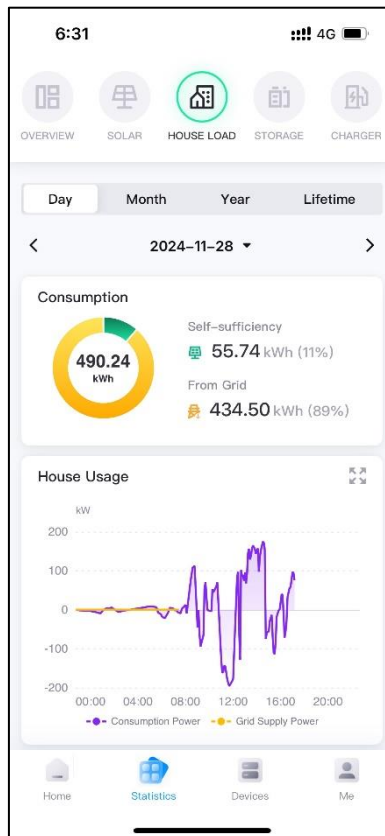 6:31 4G
OVERVIEW SOLAR HOUSE LOAD STORAGE CHARGER
Day Month Year Lifetime
2024-11-28
Consumption
490.24
kWh
Self-sufficiency
55.74 kWh (11%)
From Grid
434.50 kWh (89%)
House Usage
kW
200
100
0
-100
-200
00:00 04:00 08:00 12:00 16:00 20:00
Consumption Power Grid Supply Power
Home Statistics Devices Me